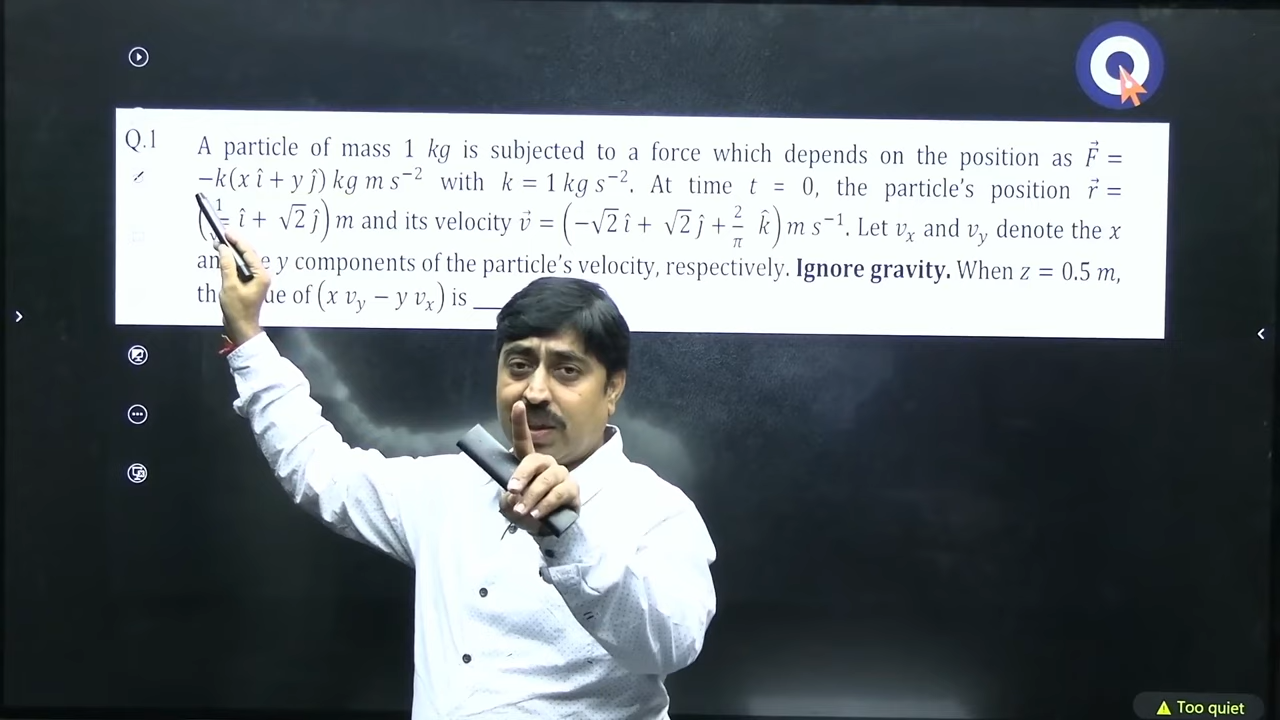 Q.1 A particle of mass 1 kg is subjected to a force which depends on the position as F⃗ =
−k(x î + y ĵ) kg m s⁻² with k = 1 kg s⁻². At time t = 0, the particle's position r⃗ =
( 1 î + √2 ĵ) m and its velocity v⃗ = (−√2 î + √2 ĵ + 2/π k̂) m s⁻¹. Let vₓ and v_y denote the x
y components of the particle's velocity, respectively. Ignore gravity. When z = 0.5 m,
of (x v_y − y vₓ) is ___
Too quiet